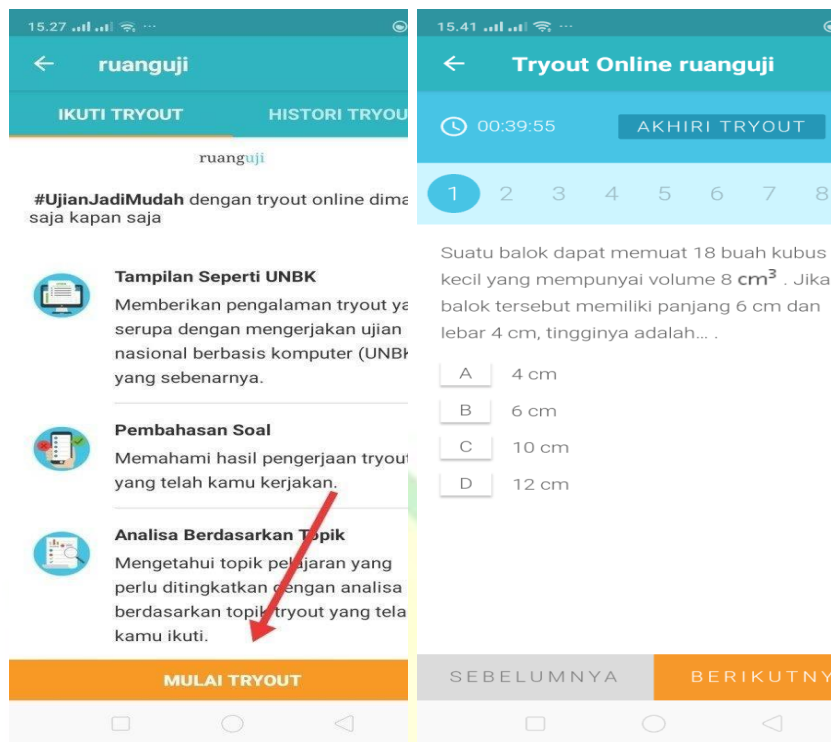 15.27
ruanguji
IKUTI TRYOUT HISTORI TRYOU
ruanguji
#UjianJadiMudah dengan tryout online dima
saja kapan saja
Tampilan Seperti UNBK
Memberikan pengalaman tryout ya
serupa dengan mengerjakan ujian
nasional berbasis komputer (UNBK
yang sebenarnya.
Pembahasan Soal
Memahami hasil pengerjaan tryout
yang telah kamu kerjakan.
Analisa Berdasarkan Topik
Mengetahui topik pelajaran yang
perlu ditingkatkan dengan analisa
berdasarkan topik tryout yang tela
kamu ikuti.
MULAI TRYOUT
15.41
Tryout Online ruanguji
00:39:55 AKHIRI TRYOUT
1 2 3 4 5 6 7 8
Suatu balok dapat memuat 18 buah kubus
kecil yang mempunyai volume 8 cm³ . Jika
balok tersebut memiliki panjang 6 cm dan
lebar 4 cm, tingginya adalah... .
A 4 cm
B 6 cm
C 10 cm
D 12 cm
SEBELUMNYA BERIKUTNY